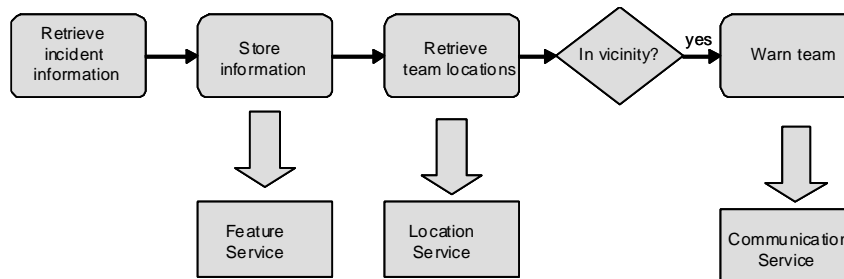 Retrieve
incident
information
Store
information
Retrieve
team locations
In vicinity?
yes
Warn team
Feature
Service
Location
Service
Communication
Service